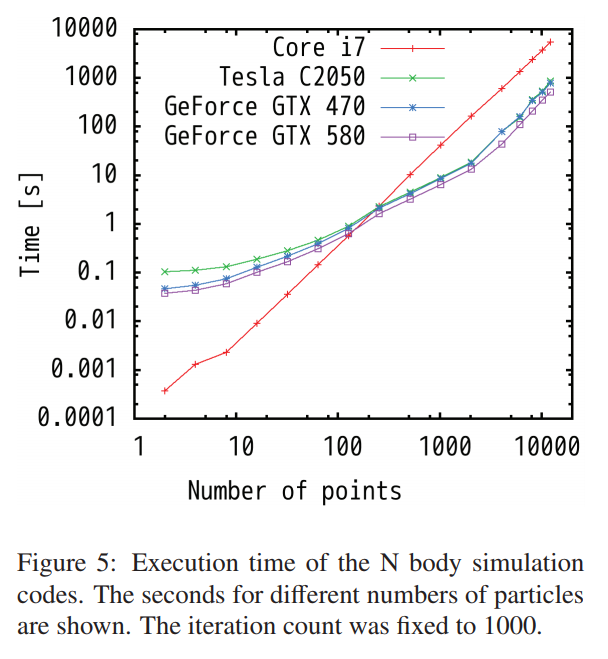 10000
1000
100
10
1
0.1
0.01
0.001
0.0001
Time [s]
Core i7
Tesla C2050
GeForce GTX 470
GeForce GTX 580
1 10 100 1000 10000
Number of points
Figure 5: Execution time of the N body simulation
codes. The seconds for different numbers of particles
are shown. The iteration count was fixed to 1000.